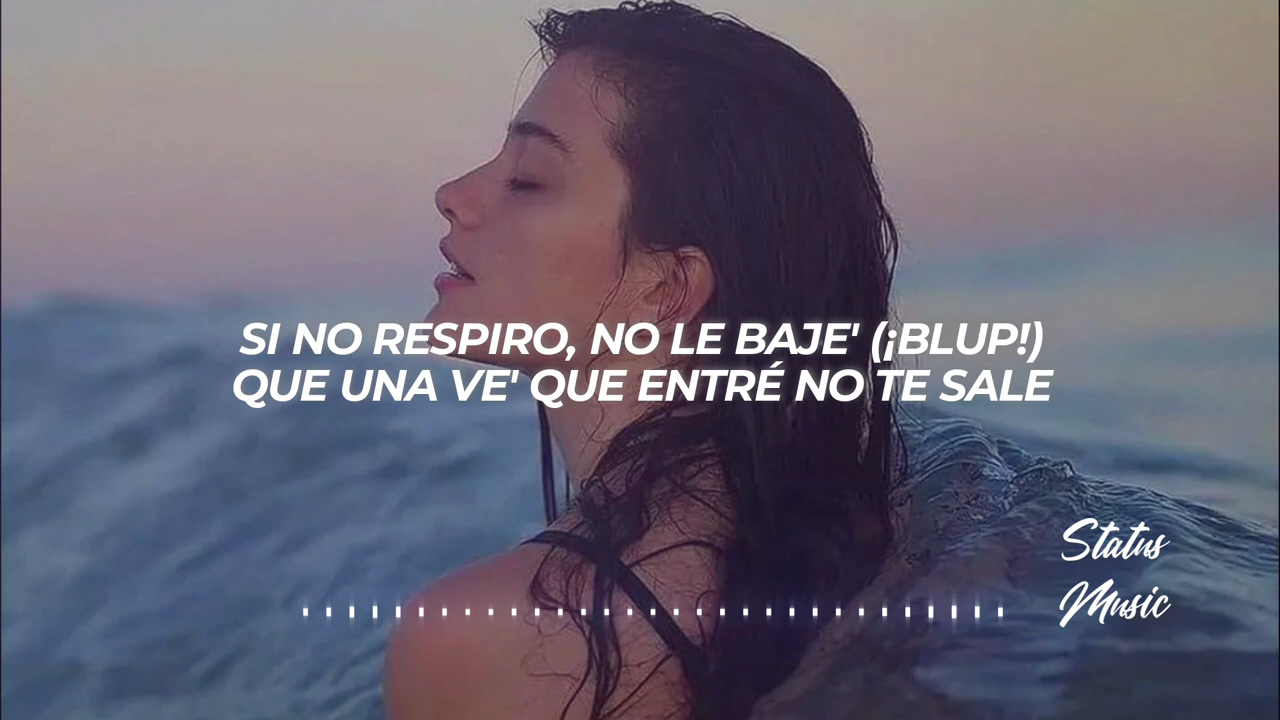 SI NO RESPIRO, NO LE BAJE' (¡BLUP!)
QUE UNA VE' QUE ENTRÉ NO TE SALE
Status
Music